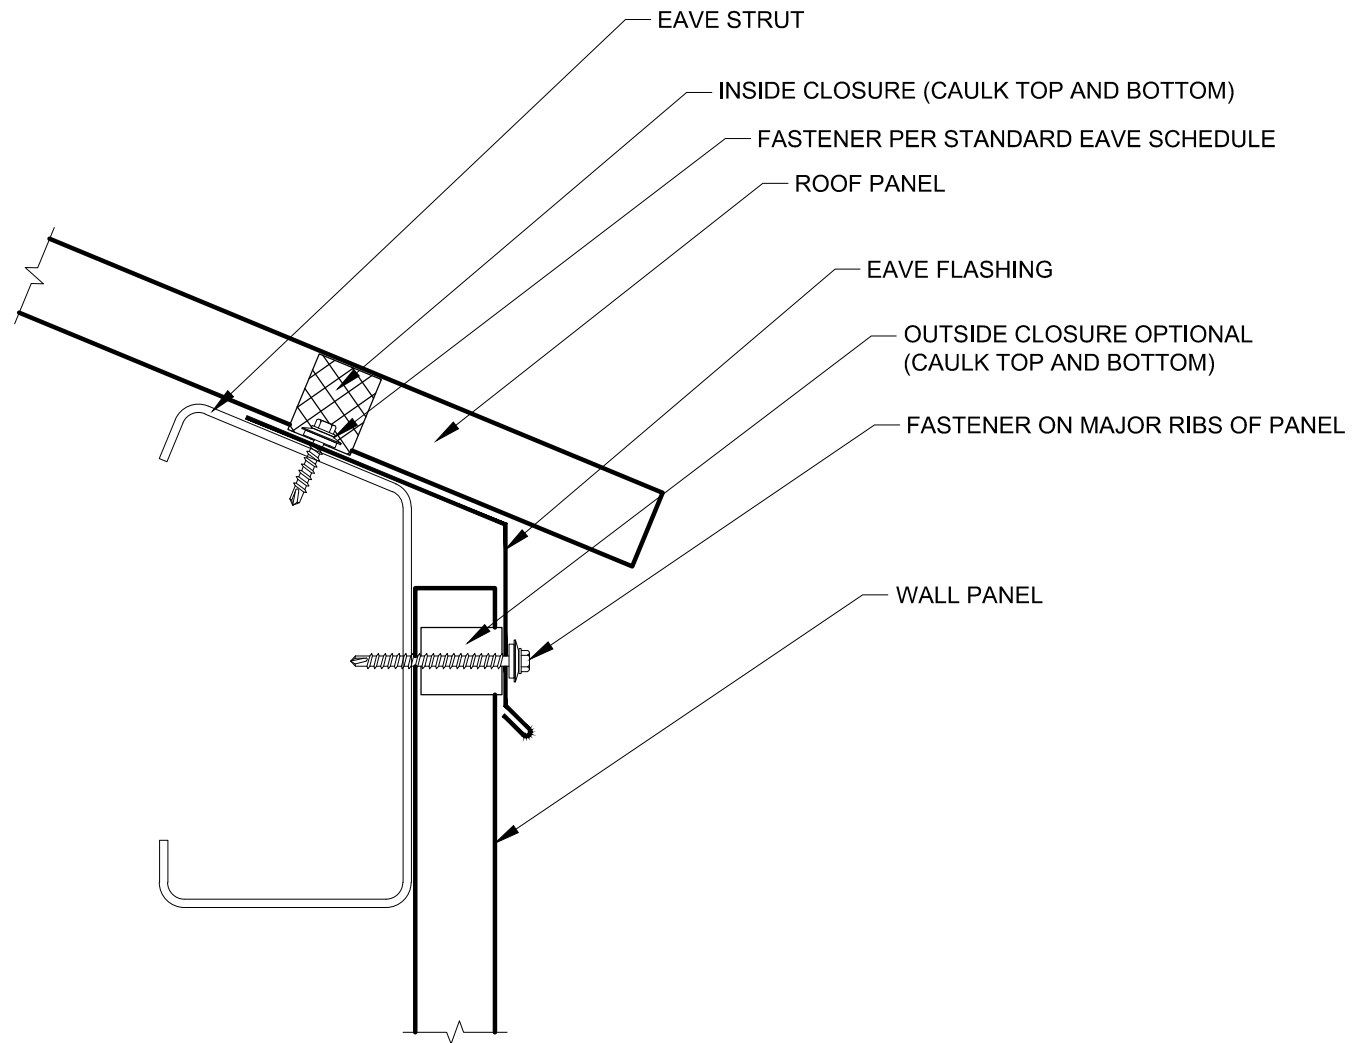 EAVE STRUT
INSIDE CLOSURE (CAULK TOP AND BOTTOM)
FASTENER PER STANDARD EAVE SCHEDULE
ROOF PANEL
EAVE FLASHING
OUTSIDE CLOSURE OPTIONAL
(CAULK TOP AND BOTTOM)
FASTENER ON MAJOR RIBS OF PANEL
WALL PANEL